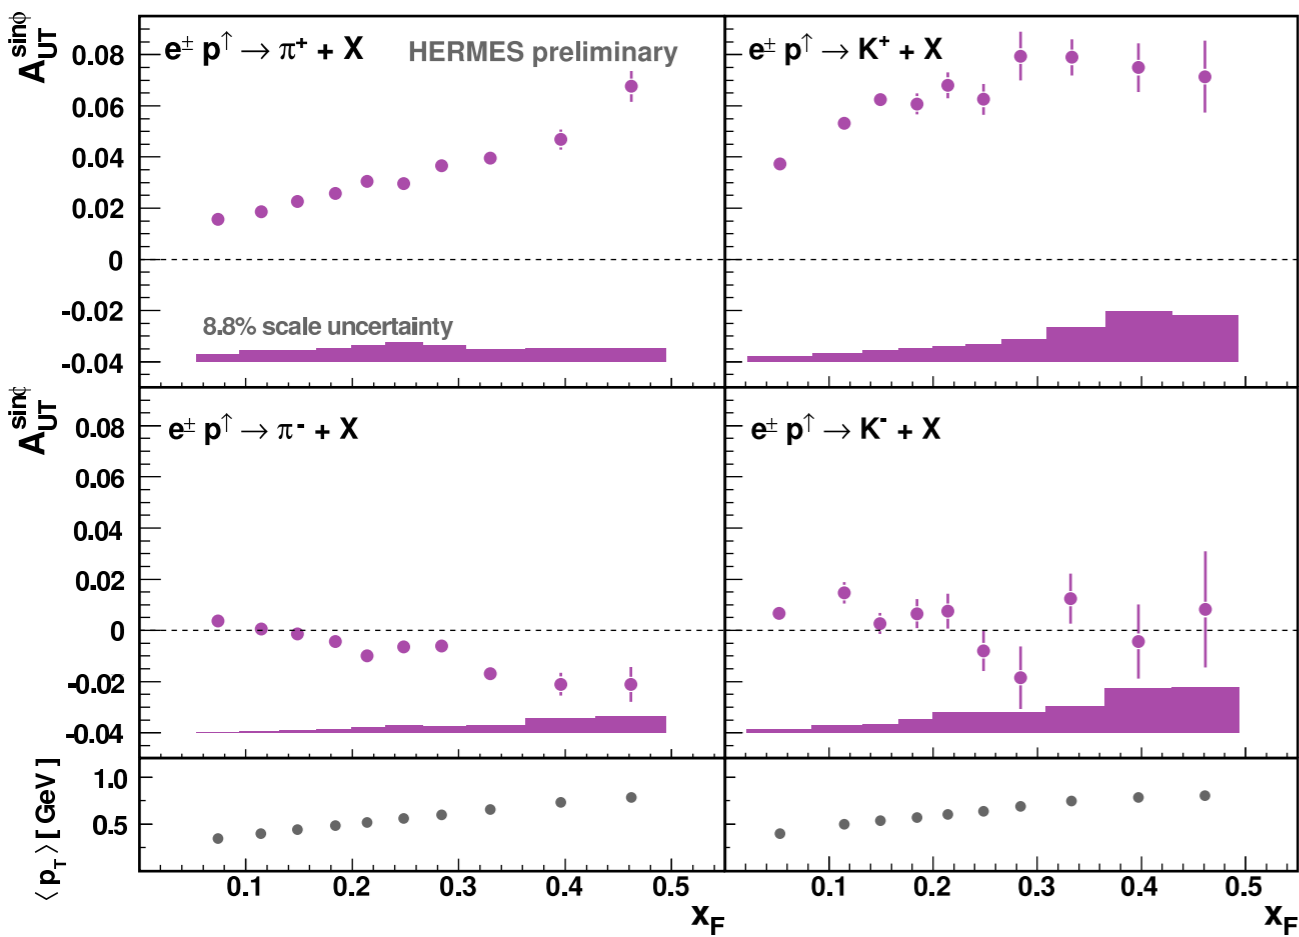 A_UT^sinϕ
e± p↑ → π+ + X
HERMES preliminary
e± p↑ → K+ + X
0.08
0.06
0.04
0.02
0
-0.02
-0.04
8.8% scale uncertainty
A_UT^sinϕ
e± p↑ → π- + X
e± p↑ → K- + X
0.08
0.06
0.04
0.02
0
-0.02
-0.04
⟨ p_T ⟩ [ GeV ]
1.0
0.5
0.1 0.2 0.3 0.4 0.5
0.1 0.2 0.3 0.4 0.5
x_F
x_F